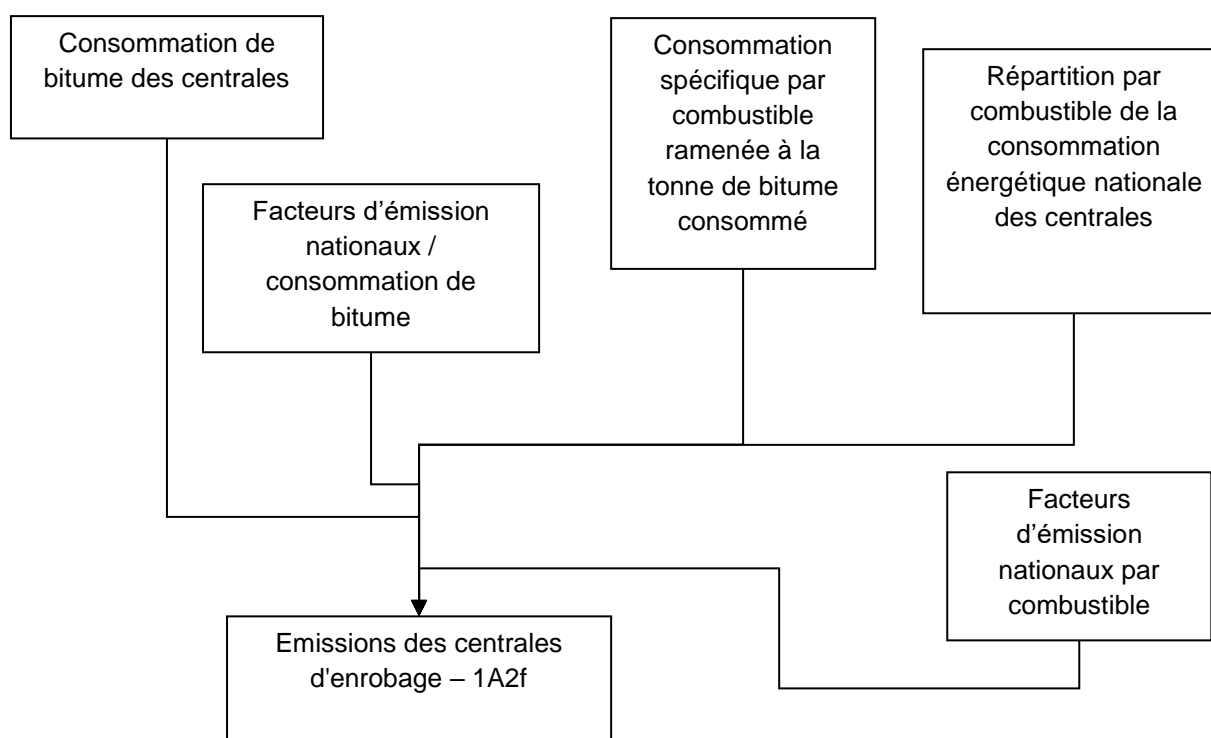 Consommation de
bitume des centrales
Facteurs d’émission
nationaux /
consommation de
bitume
Consommation
spécifique par
combustible
ramenée à la
tonne de bitume
consommé
Répartition par
combustible de la
consommation
énergétique nationale
des centrales
Facteurs
d’émission
nationaux par
combustible
Emissions des centrales
d'enrobage – 1A2f